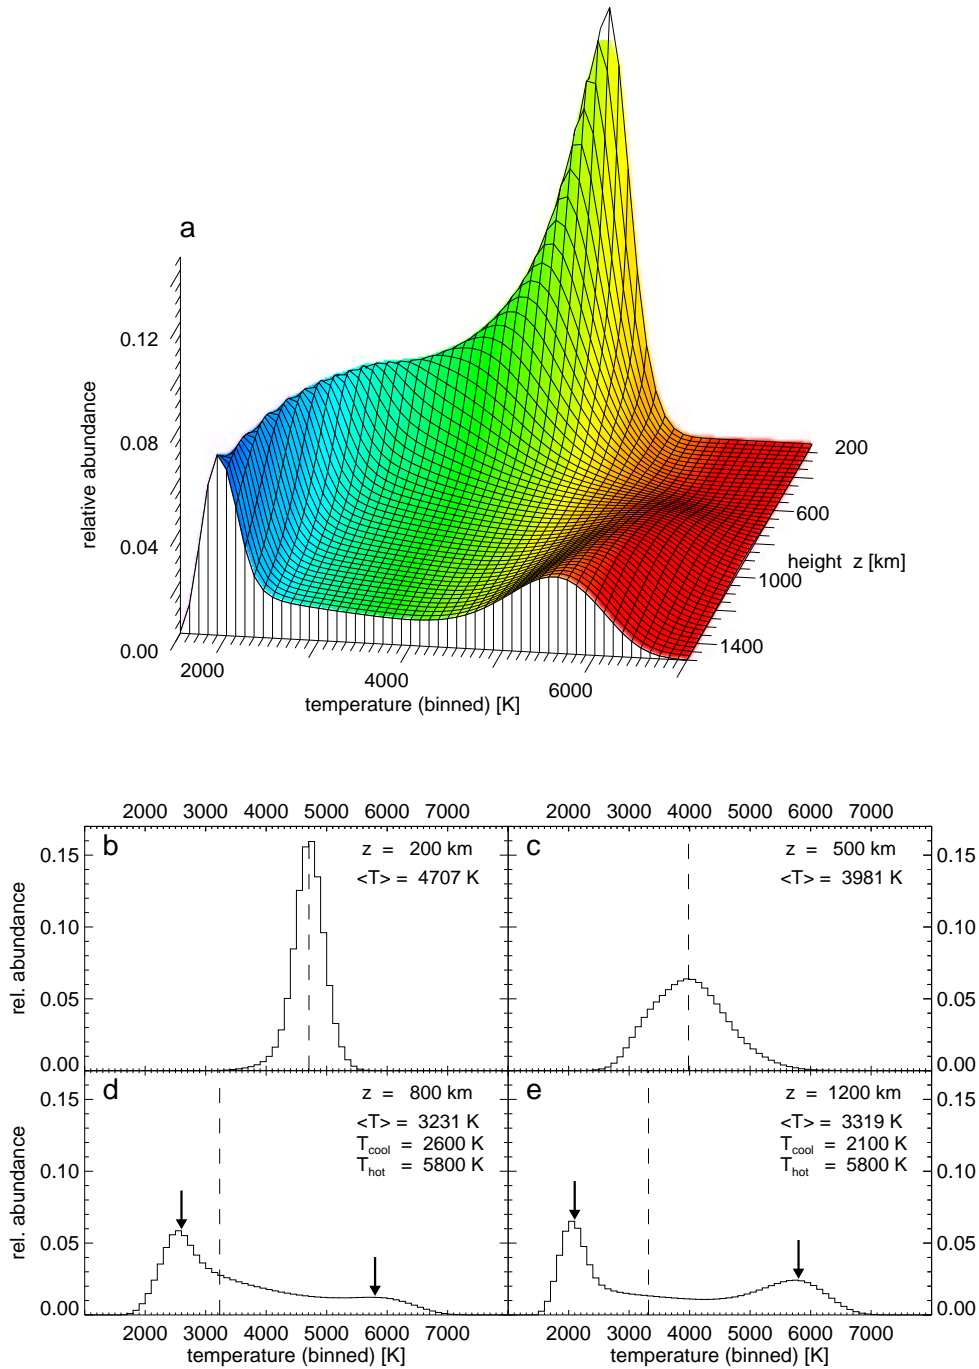 a
0.12
0.08
0.04
0.00
relative abundance
2000
4000
6000
temperature (binned) [K]
200
600
1000
1400
height z [km]
2000 3000 4000 5000 6000 7000
2000 3000 4000 5000 6000 7000
b
z = 200 km
<T> = 4707 K
0.15
0.10
0.05
0.00
rel. abundance
c
z = 500 km
<T> = 3981 K
0.15
0.10
0.05
0.00
d
z = 800 km
<T> = 3231 K
Tcool = 2600 K
Thot = 5800 K
0.15
0.10
0.05
0.00
rel. abundance
e
z = 1200 km
<T> = 3319 K
Tcool = 2100 K
Thot = 5800 K
0.15
0.10
0.05
0.00
2000 3000 4000 5000 6000 7000
temperature (binned) [K]
2000 3000 4000 5000 6000 7000
temperature (binned) [K]